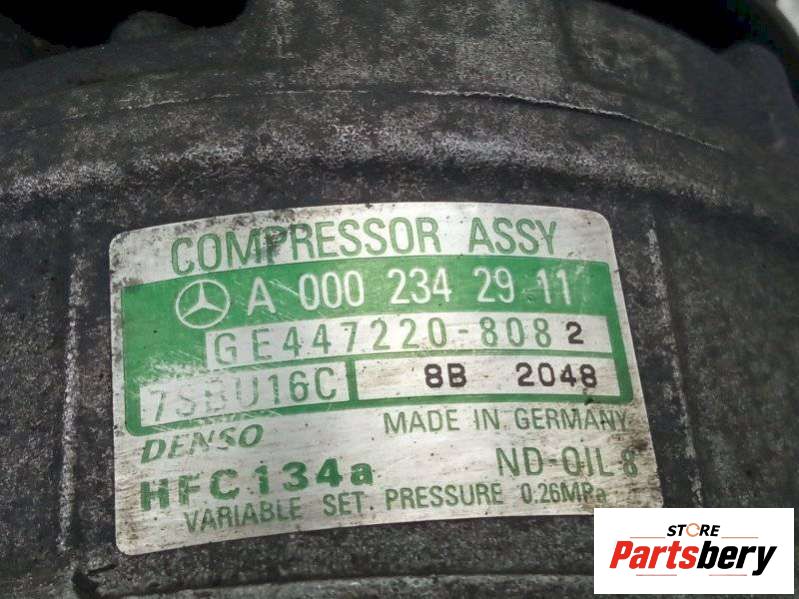 COMPRESSOR ASSY
A 000 234 29 11
GE447220-8082
7SBU16C 8B 2048
DENSO MADE IN GERMANY
HFC134a ND-OIL 8
VARIABLE SET. PRESSURE 0.26MPa
STORE
Partsbery